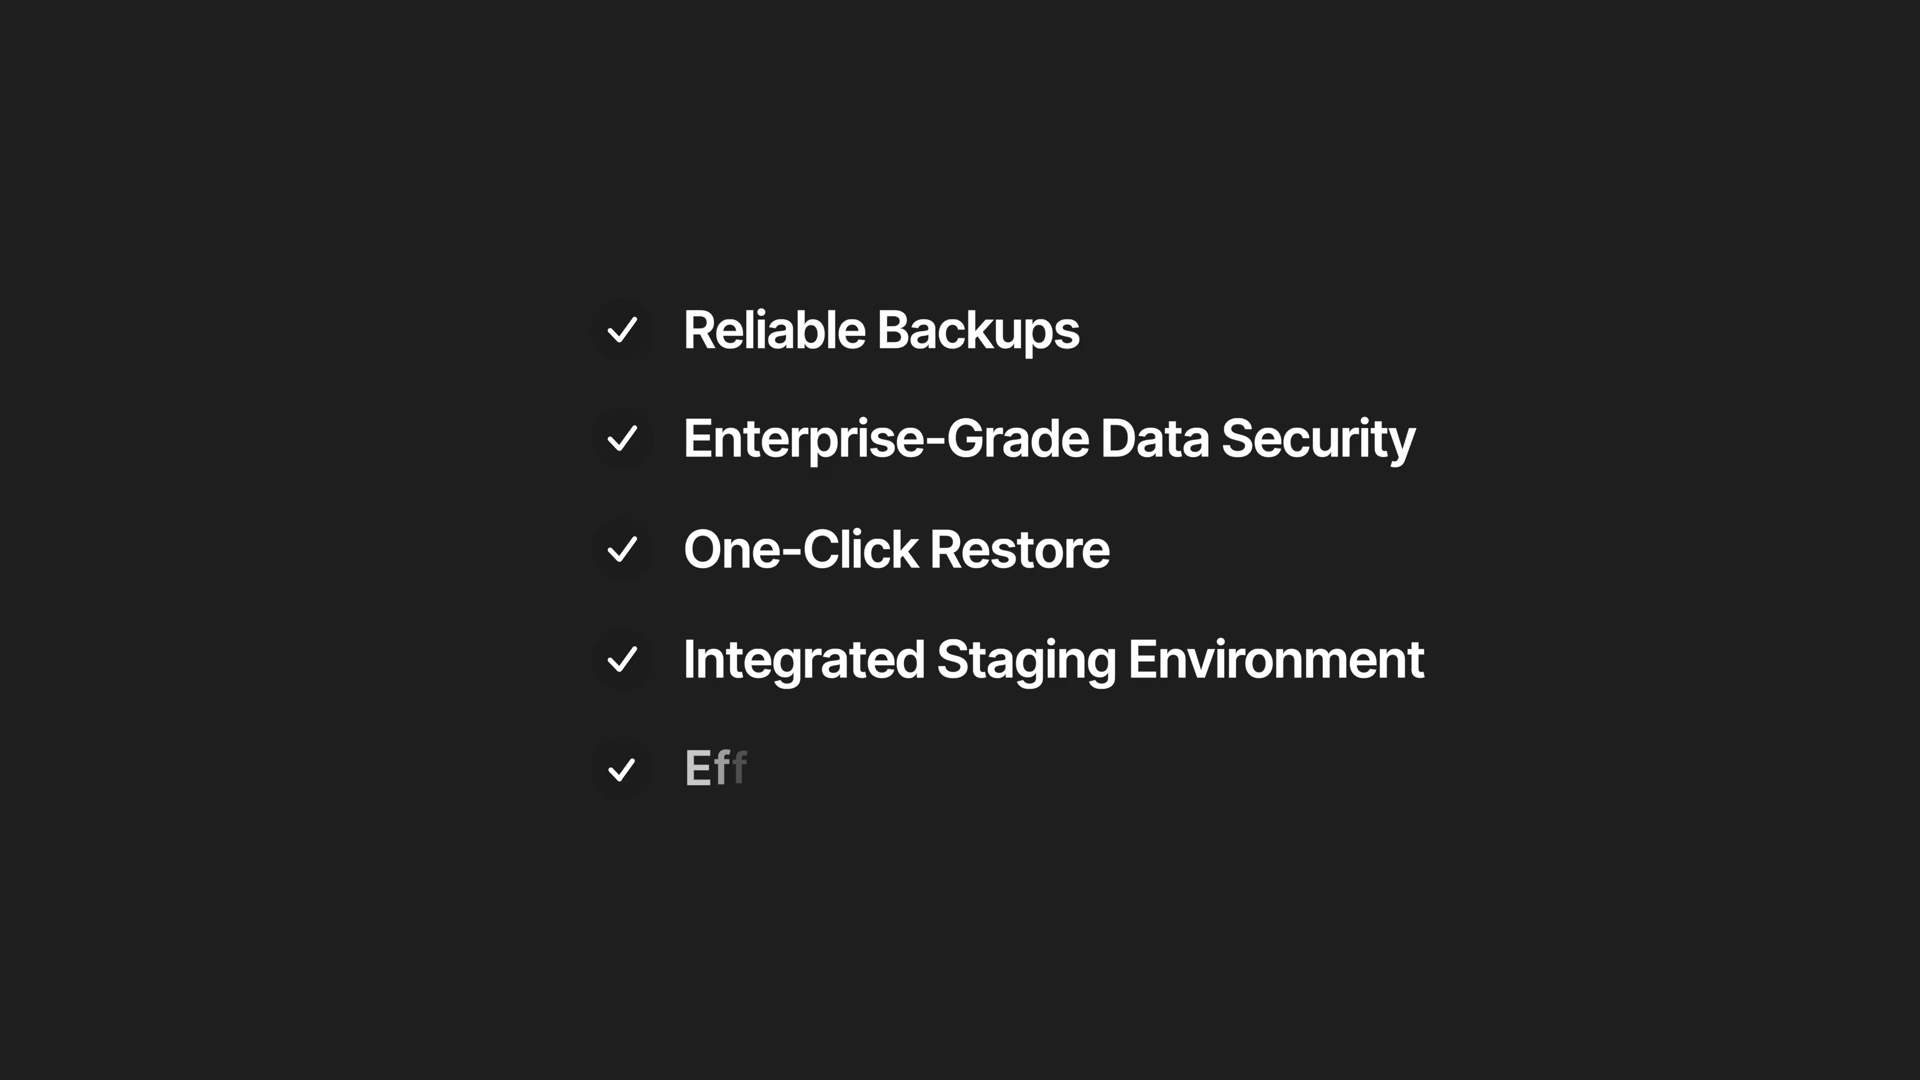 Reliable Backups
Enterprise-Grade Data Security
One-Click Restore
Integrated Staging Environment
Eff